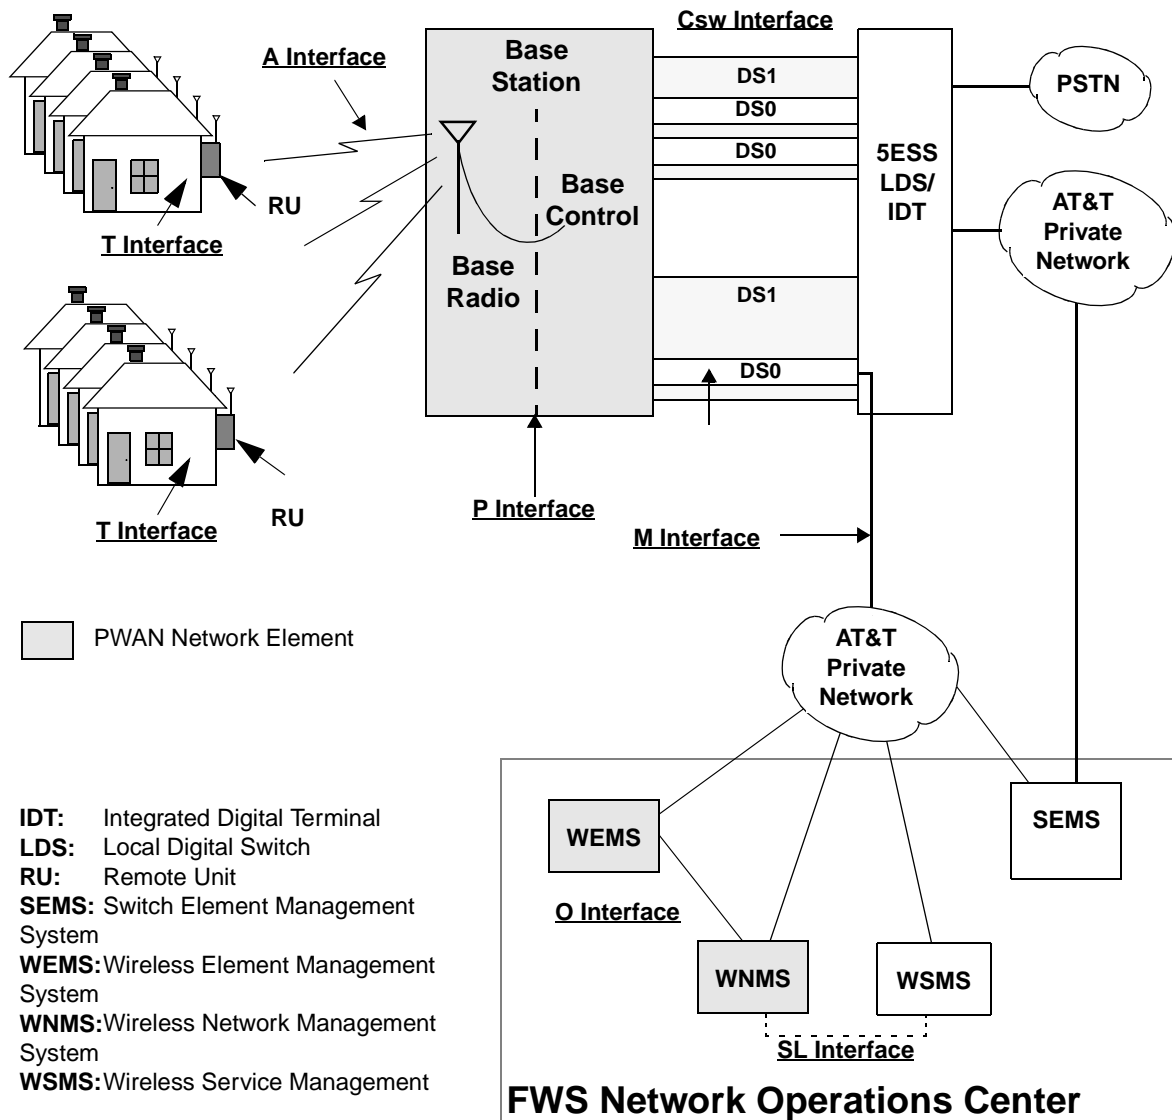 Csw Interface
A Interface
Base
Station
DS1
DS0
DS0
PSTN
5ESS
LDS/
IDT
RU
T Interface
Base
Control
AT&T
Private
Network
Base
Radio
DS1
DS0
P Interface
RU
T Interface
M Interface
PWAN Network Element
AT&T
Private
Network
IDT: Integrated Digital Terminal
LDS: Local Digital Switch
RU: Remote Unit
SEMS: Switch Element Management
System
WEMS:Wireless Element Management
System
WNMS:Wireless Network Management
System
WSMS:Wireless Service Management
WEMS
SEMS
O Interface
WNMS
WSMS
SL Interface
FWS Network Operations Center